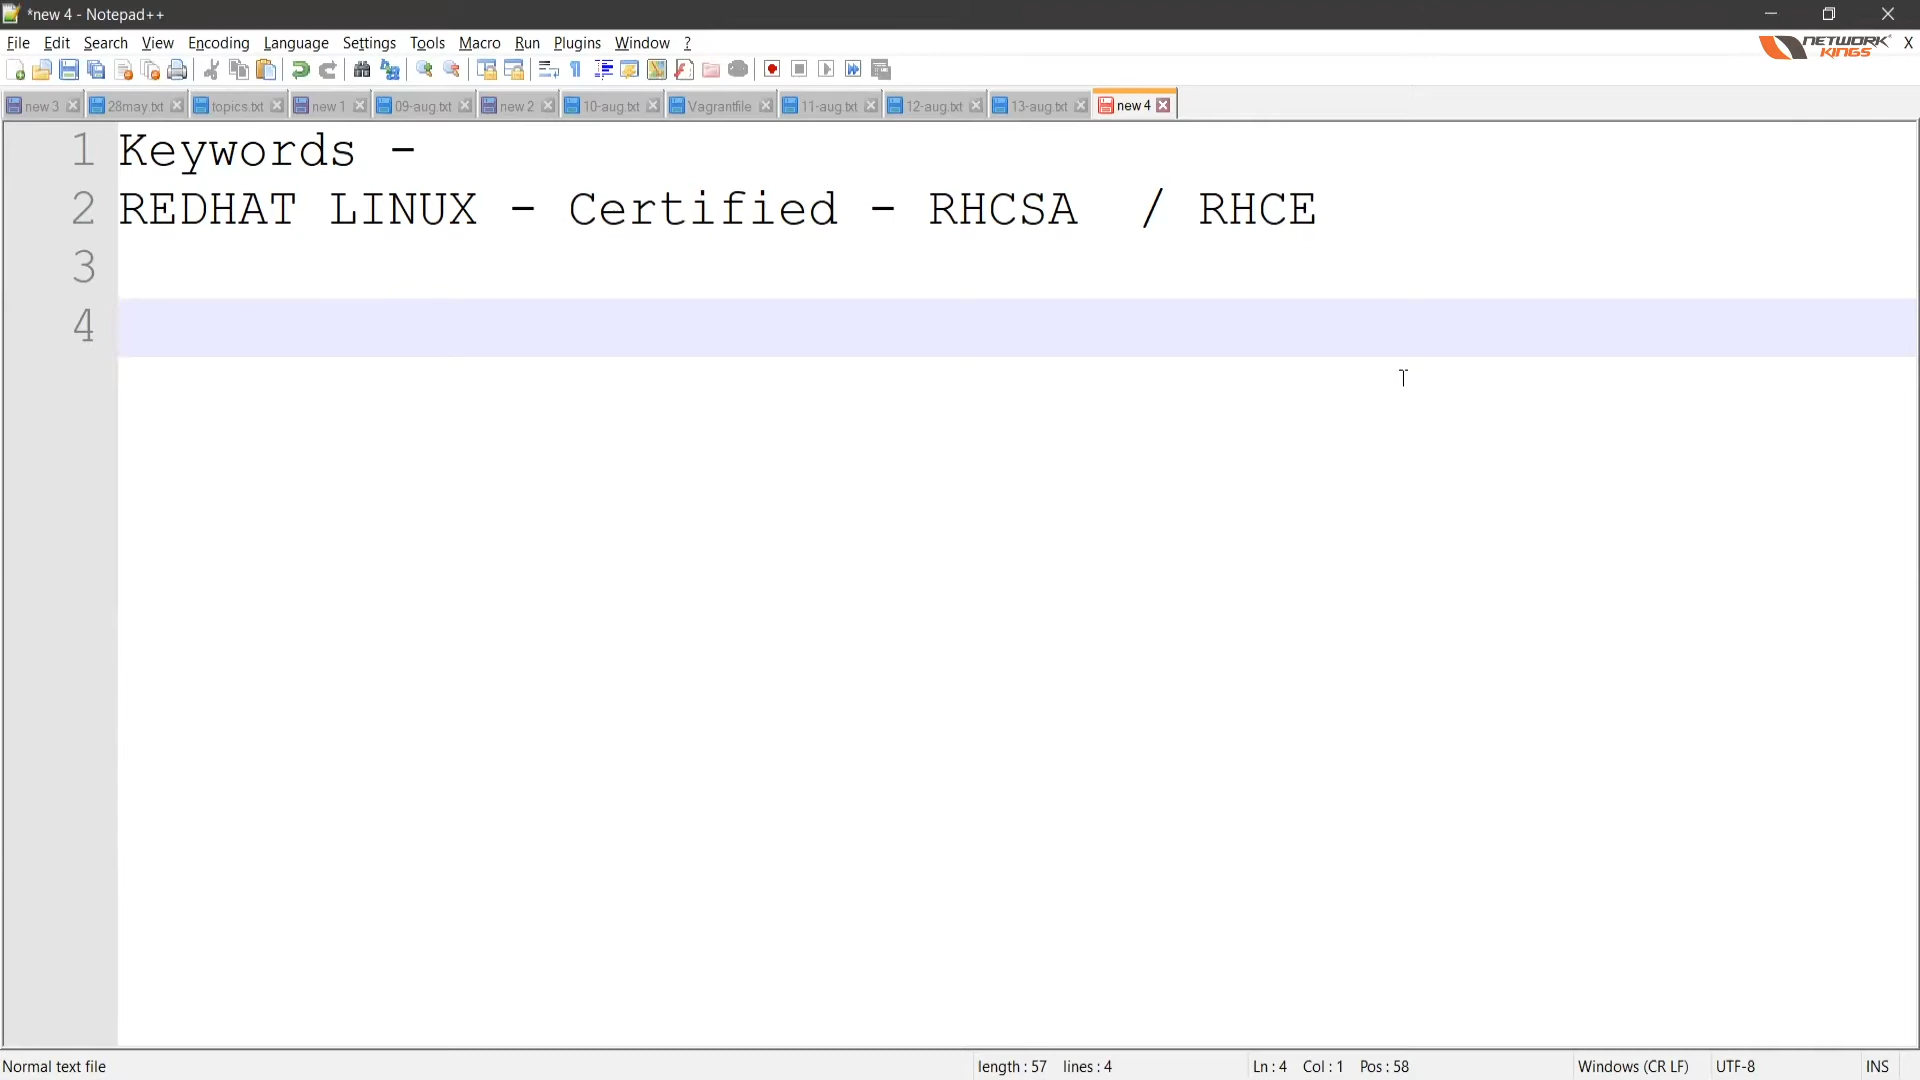 *new 4 - Notepad++
File Edit Search View Encoding Language Settings Tools Macro Run Plugins Window ? X
NETWORK KINGS
new 3 28may.txt topics.txt new 1 09-aug.txt new 2 10-aug.txt Vagrantfile 11-aug.txt 12-aug.txt 13-aug.txt new 4
1 Keywords -
2 REDHAT LINUX - Certified - RHCSA  / RHCE
3
4
Normal text file length : 57 lines : 4 Ln : 4 Col : 1 Pos : 58 Windows (CR LF) UTF-8 INS